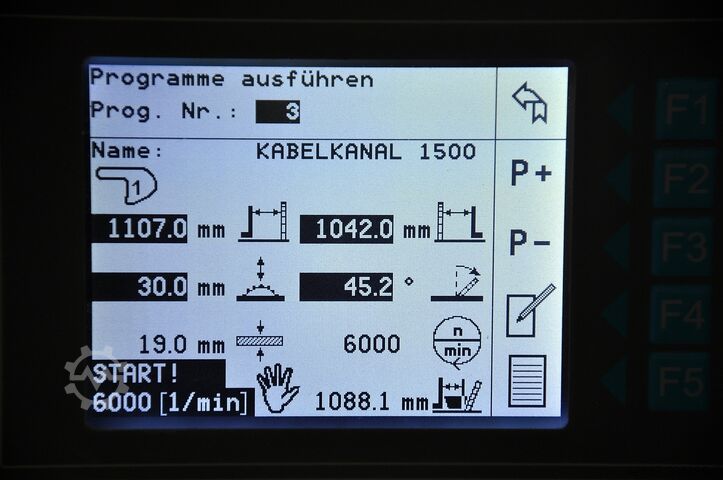 Programme ausführen
Prog. Nr.: 3
Name: KABELKANAL 1500
1
1107.0 mm 1042.0 mm
30.0 mm 45.2 °
19.0 mm 6000 n/min
START!
6000 [1/min] 1088.1 mm
P+
P-
F1
F2
F3
F4
F5